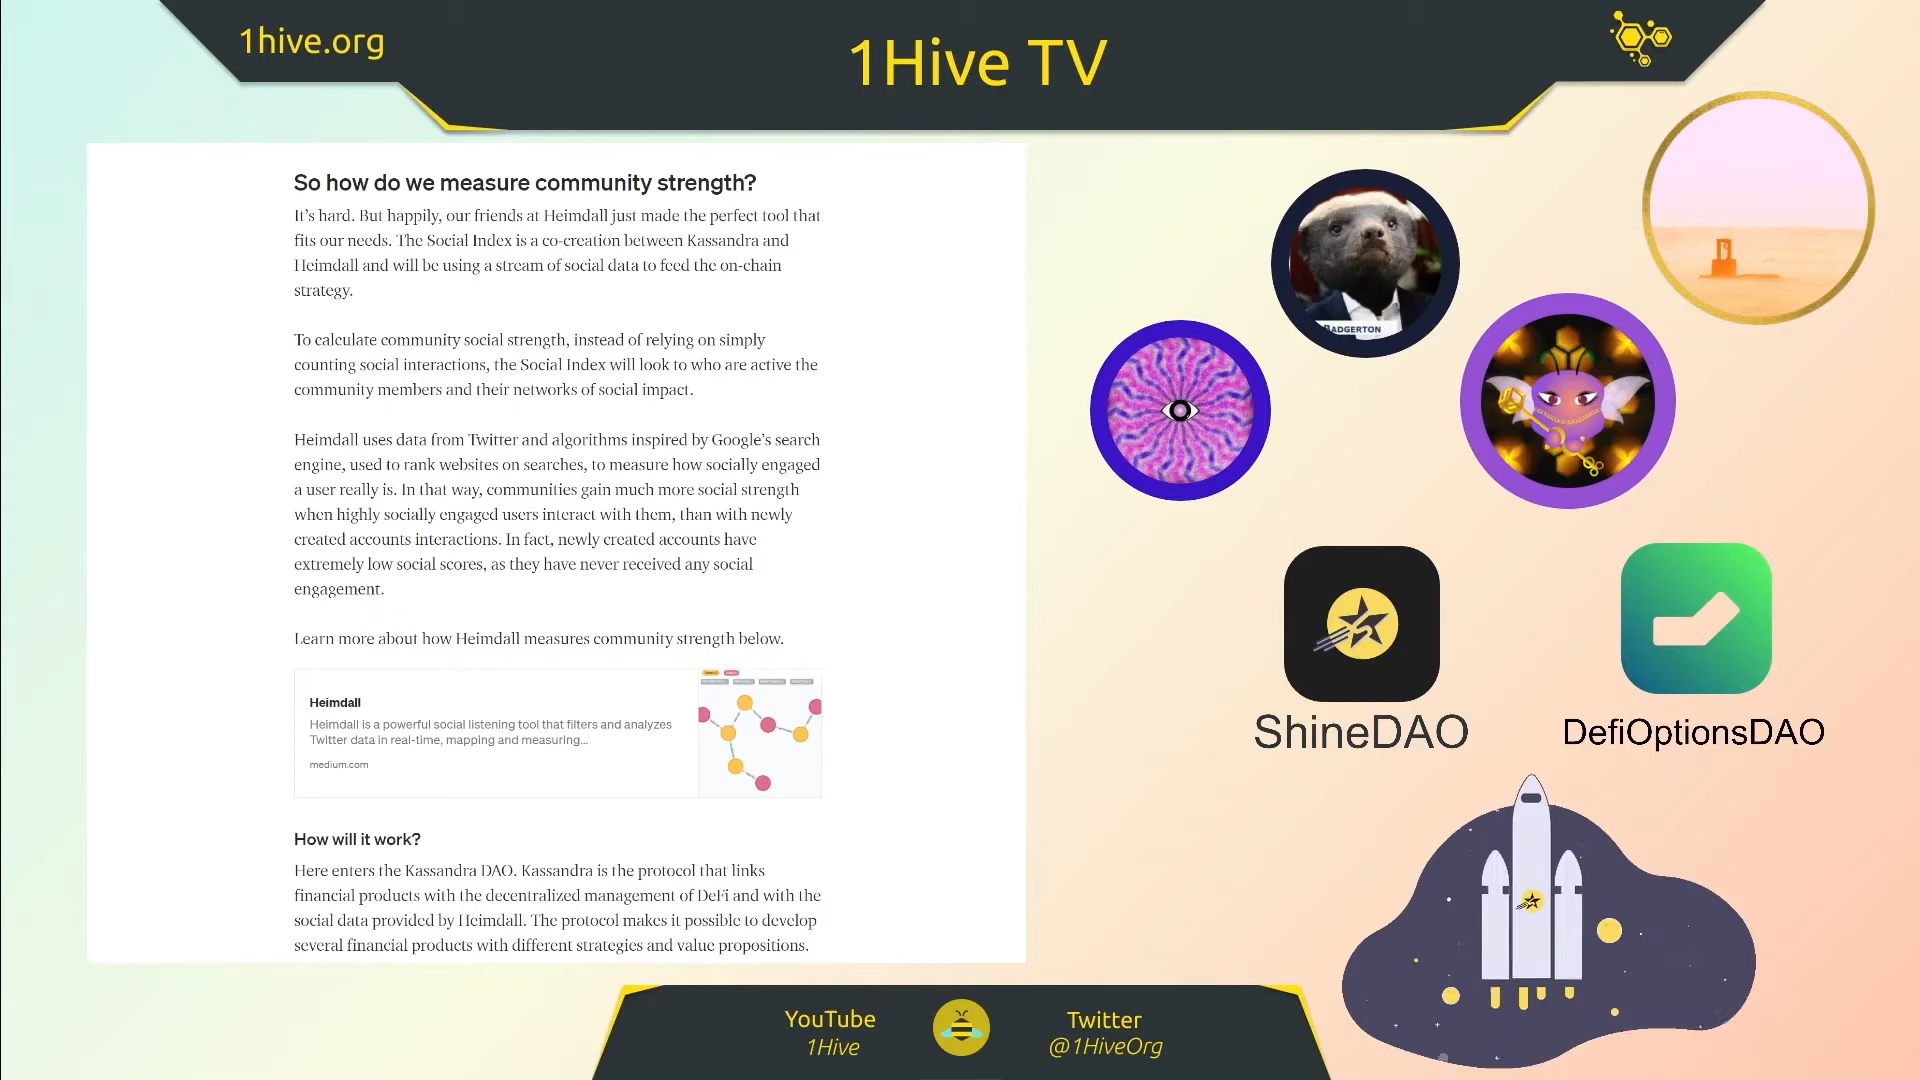 1hive.org
1Hive TV
So how do we measure community strength?
It's hard. But happily, our friends at Heimdall just made the perfect tool that
fits our needs. The Social Index is a co-creation between Kassandra and
Heimdall and will be using a stream of social data to feed the on-chain
strategy.
To calculate community social strength, instead of relying on simply
counting social interactions, the Social Index will look to who are active the
community members and their networks of social impact.
Heimdall uses data from Twitter and algorithms inspired by Google's search
engine, used to rank websites on searches, to measure how socially engaged
a user really is. In that way, communities gain much more social strength
when highly socially engaged users interact with them, than with newly
created accounts interactions. In fact, newly created accounts have
extremely low social scores, as they have never received any social
engagement.
Learn more about how Heimdall measures community strength below.
Heimdall
Heimdall is a powerful social listening tool that filters and analyzes
Twitter data in real-time, mapping and measuring...
medium.com
How will it work?
Here enters the Kassandra DAO. Kassandra is the protocol that links
financial products with the decentralized management of DeFi and with the
social data provided by Heimdall. The protocol makes it possible to develop
several financial products with different strategies and value propositions.
BADGERTON
ShineDAO
DefiOptionsDAO
YouTube
1Hive
Twitter
@1HiveOrg